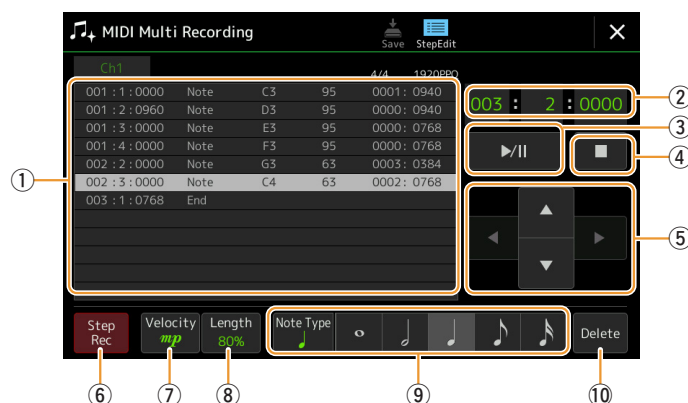 MIDI Multi Recording
Save StepEdit
Ch1 4/4 1920PPQ
001 : 1 : 0000 Note C3 95 0001 : 0940
001 : 2 : 0960 Note D3 95 0000 : 0940
001 : 3 : 0000 Note E3 95 0000 : 0768
001 : 4 : 0000 Note F3 95 0000 : 0768
002 : 2 : 0000 Note G3 63 0003 : 0384
002 : 3 : 0000 Note C4 63 0002 : 0768
003 : 1 : 0768 End
003 : 2 : 0000
Step Rec
Velocity mp
Length 80%
Note Type
Delete
①
②
③
④
⑤
⑥ ⑦ ⑧ ⑨ ⑩